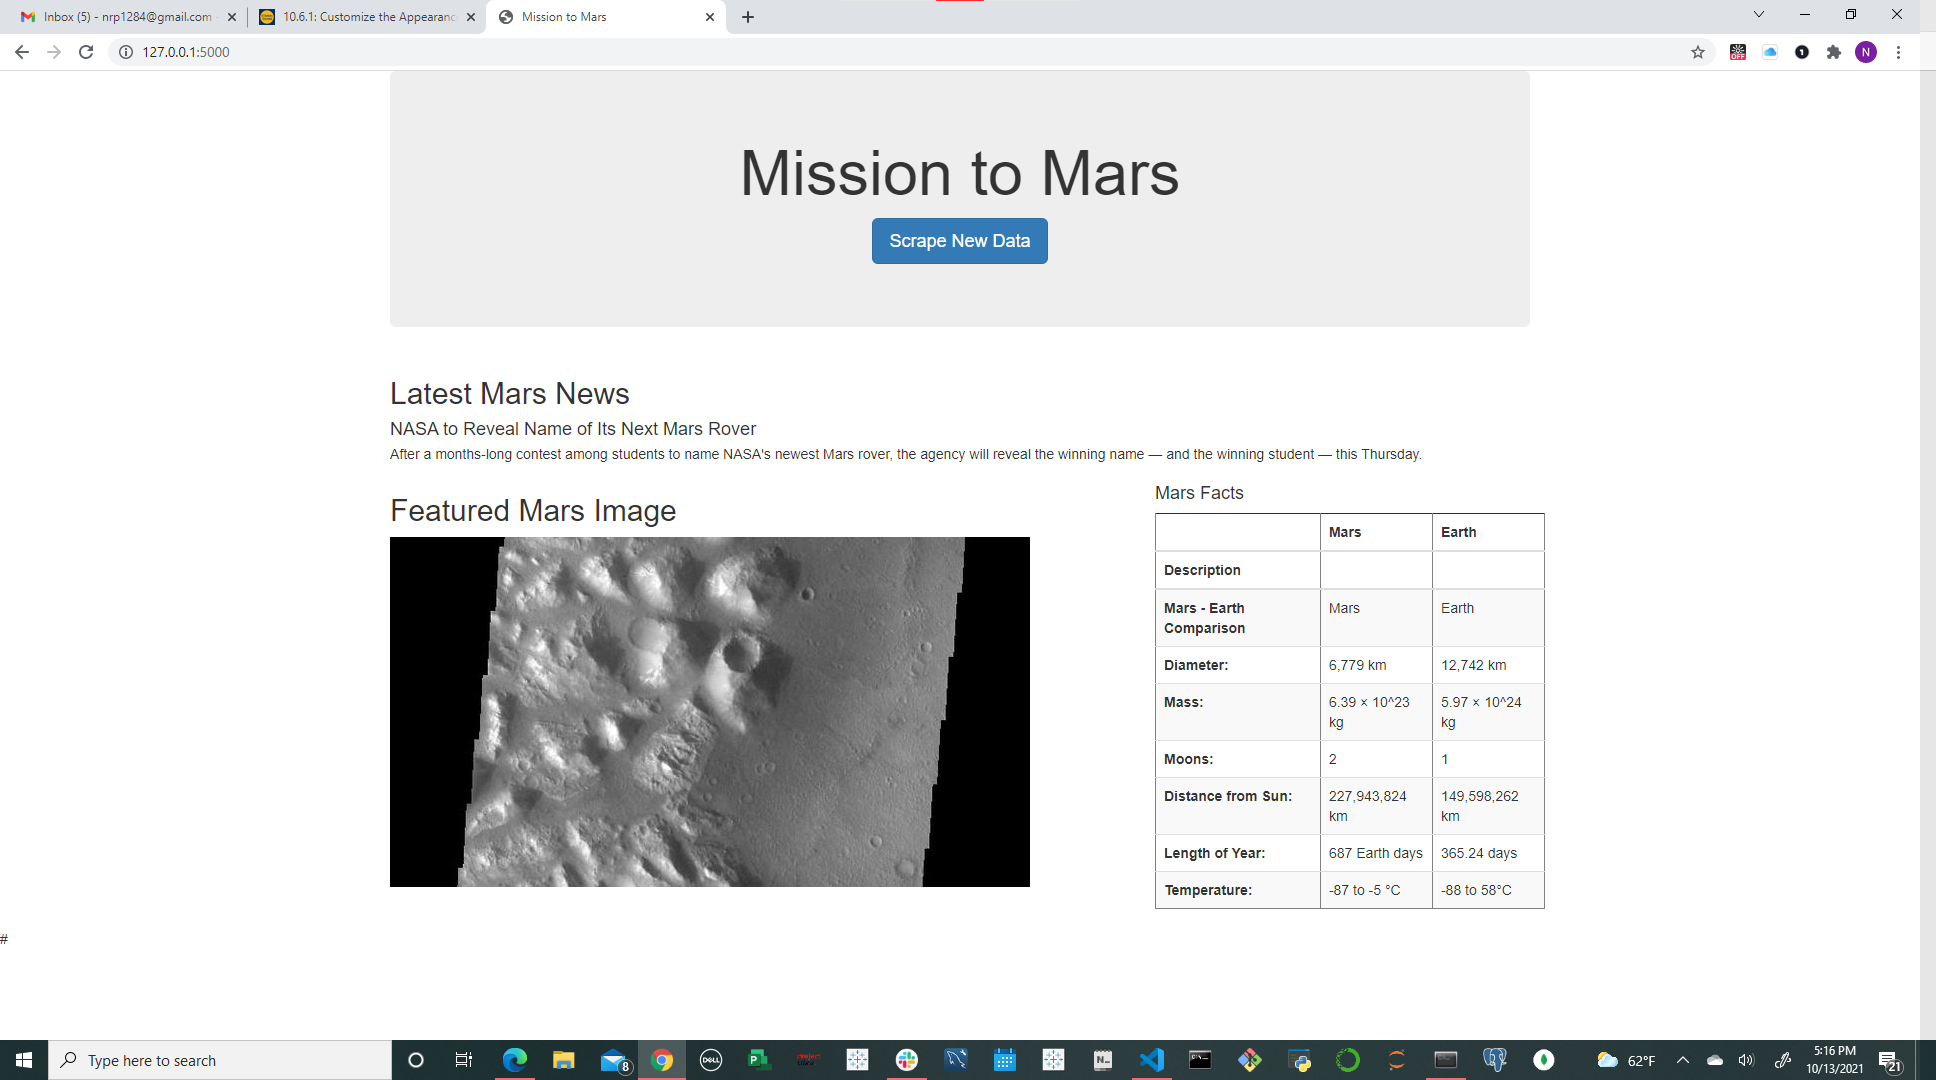 Inbox (5) - nrp1284@gmail.com
10.6.1: Customize the Appearanc
Mission to Mars
127.0.0.1:5000
OFF
N
Mission to Mars
Scrape New Data
Latest Mars News
NASA to Reveal Name of Its Next Mars Rover
After a months-long contest among students to name NASA's newest Mars rover, the agency will reveal the winning name — and the winning student — this Thursday.
Featured Mars Image
Mars Facts
Mars Earth
Description
Mars - Earth Comparison Mars Earth
Diameter: 6,779 km 12,742 km
Mass: 6.39 × 10^23 kg 5.97 × 10^24 kg
Moons: 2 1
Distance from Sun: 227,943,824 km 149,598,262 km
Length of Year: 687 Earth days 365.24 days
Temperature: -87 to -5 °C -88 to 58°C
#
Type here to search
8
DELL
62°F
5:16 PM
10/13/2021
21